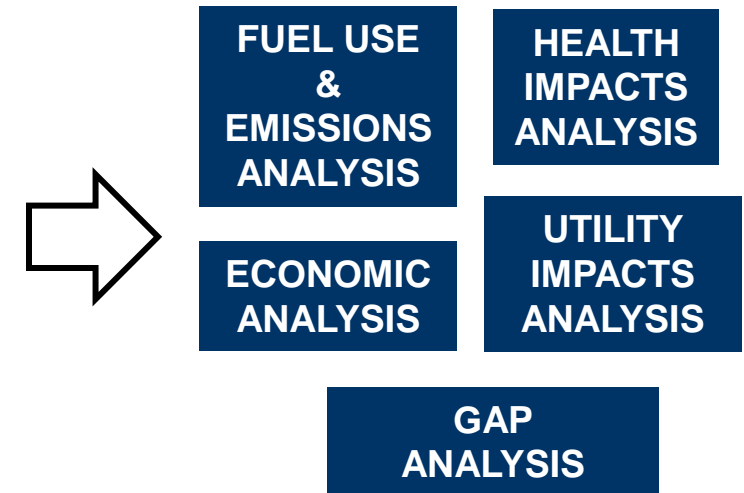 FUEL USE
&
EMISSIONS
ANALYSIS
HEALTH
IMPACTS
ANALYSIS
ECONOMIC
ANALYSIS
UTILITY
IMPACTS
ANALYSIS
GAP
ANALYSIS